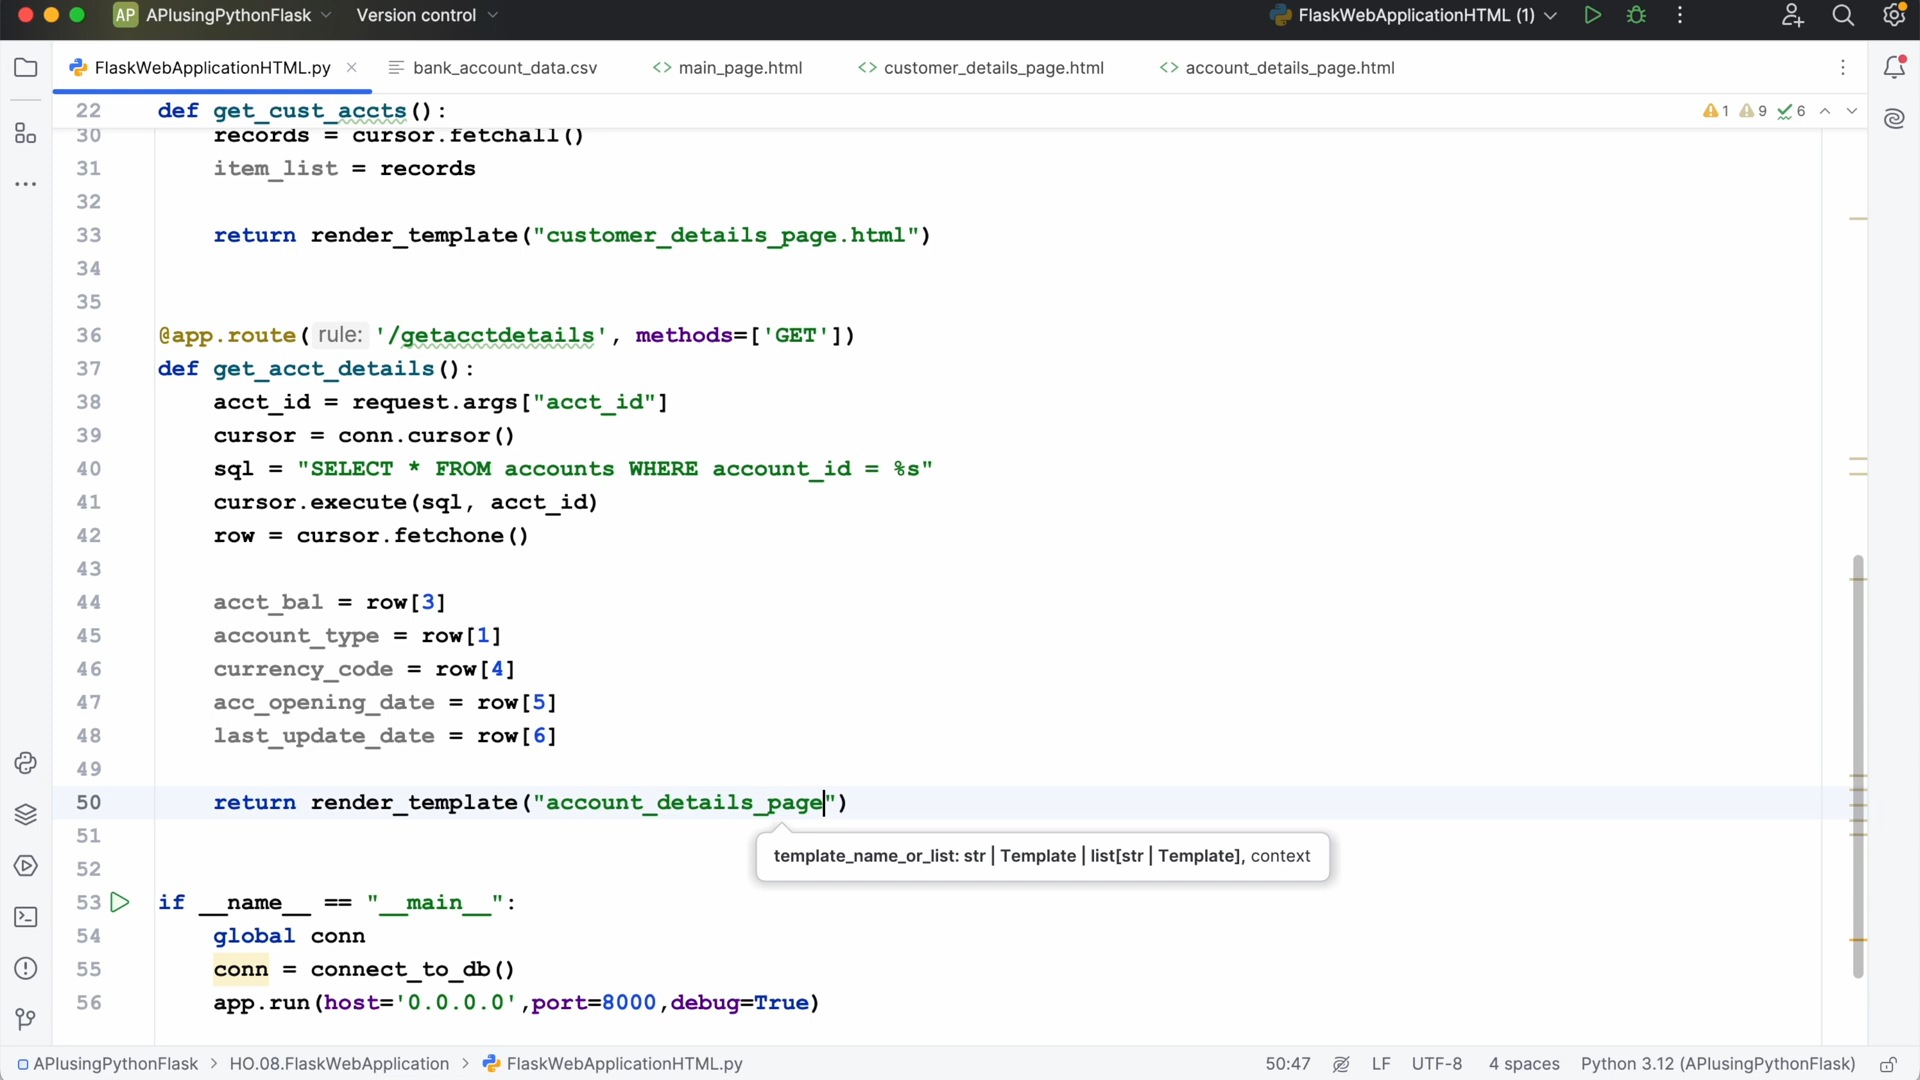 AP APIusingPythonFlask Version control FlaskWebApplicationHTML (1)
FlaskWebApplicationHTML.py bank_account_data.csv main_page.html customer_details_page.html account_details_page.html
22 def get_cust_accts(): 1 9 6
30 records = cursor.fetchall()
31 item_list = records
32
33 return render_template("customer_details_page.html")
34
35
36 @app.route( rule: '/getacctdetails', methods=['GET'])
37 def get_acct_details():
38 acct_id = request.args["acct_id"]
39 cursor = conn.cursor()
40 sql = "SELECT * FROM accounts WHERE account_id = %s"
41 cursor.execute(sql, acct_id)
42 row = cursor.fetchone()
43
44 acct_bal = row[3]
45 account_type = row[1]
46 currency_code = row[4]
47 acc_opening_date = row[5]
48 last_update_date = row[6]
49
50 return render_template("account_details_page")
51
template_name_or_list: str | Template | list[str | Template], context
52
53 if __name__ == "__main__":
54 global conn
55 conn = connect_to_db()
56 app.run(host='0.0.0.0',port=8000,debug=True)
APIusingPythonFlask > HO.08.FlaskWebApplication > FlaskWebApplicationHTML.py 50:47 LF UTF-8 4 spaces Python 3.12 (APIusingPythonFlask)